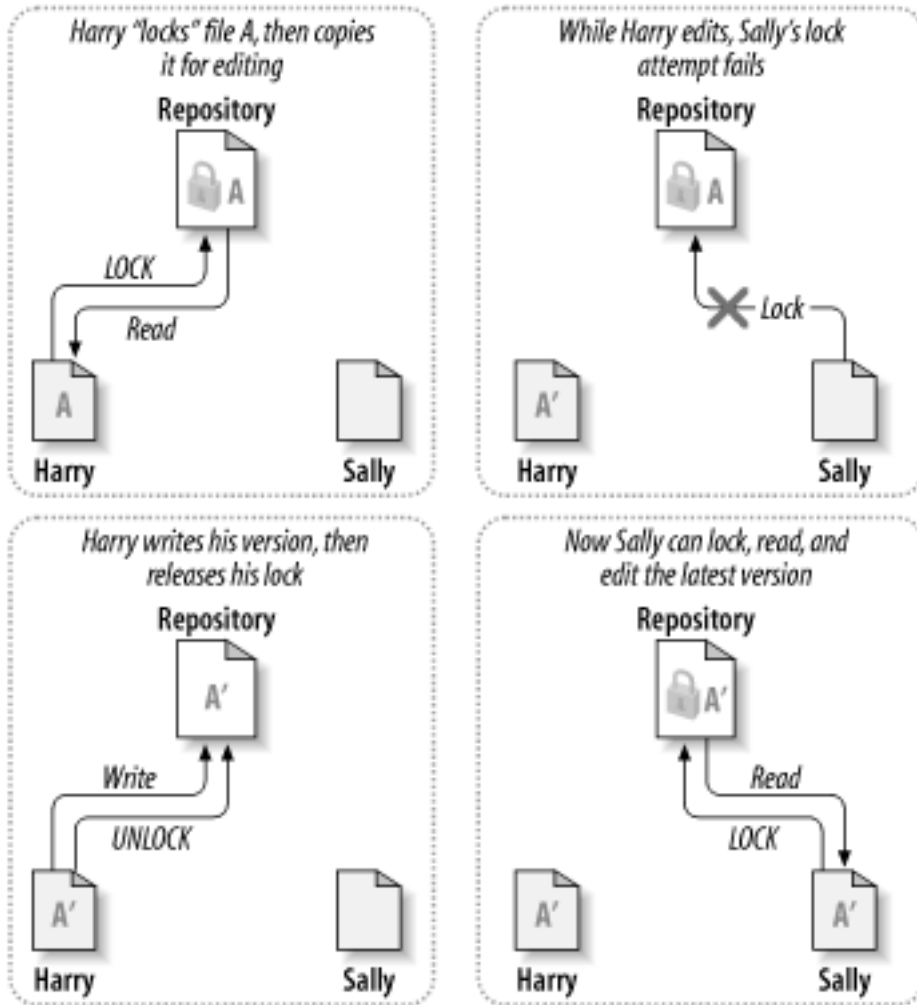 Harry “locks” file A, then copies
it for editing
Repository
A
LOCK
Read
A
Harry
Sally
While Harry edits, Sally’s lock
attempt fails
Repository
A
Lock
A’
Harry
Sally
Harry writes his version, then
releases his lock
Repository
A’
Write
UNLOCK
A’
Harry
Sally
Now Sally can lock, read, and
edit the latest version
Repository
A’
Read
LOCK
A’
A’
Harry
Sally